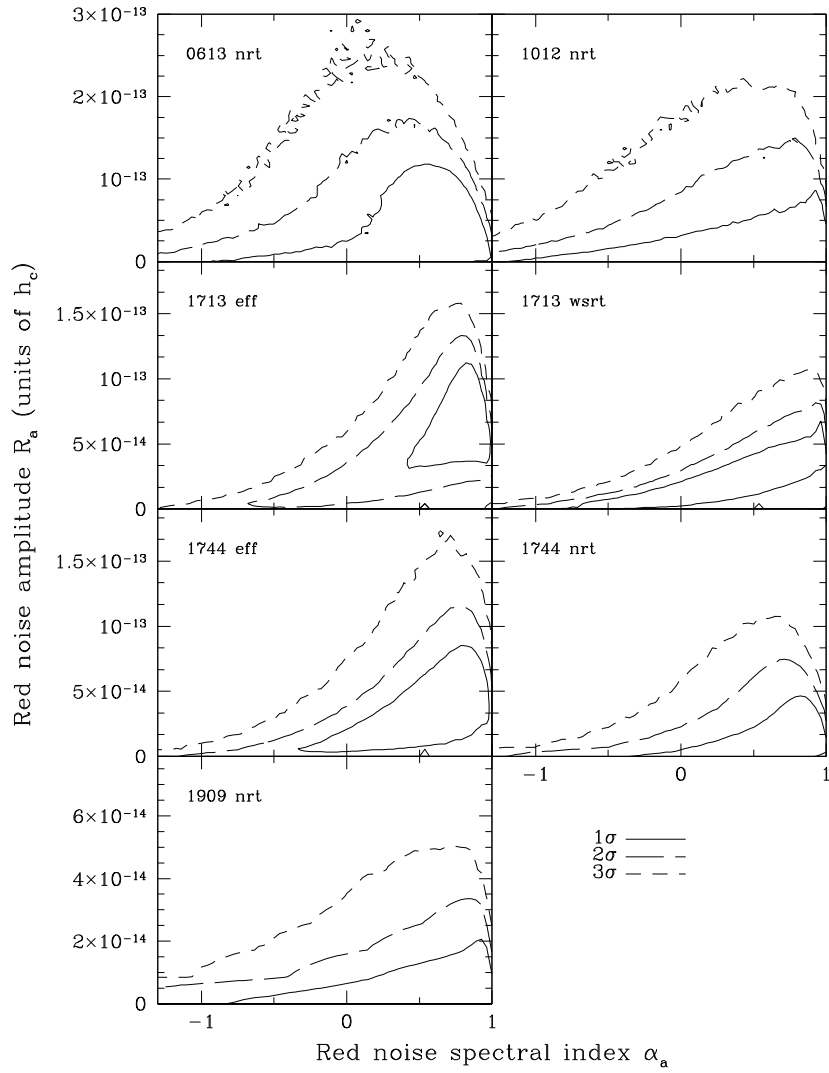 3×10⁻¹³
0613 nrt
1012 nrt
2×10⁻¹³
10⁻¹³
0
1713 eff
1713 wsrt
1.5×10⁻¹³
10⁻¹³
5×10⁻¹⁴
0
1744 eff
1744 nrt
1.5×10⁻¹³
10⁻¹³
5×10⁻¹⁴
0
−1 0 1
1909 nrt
6×10⁻¹⁴
4×10⁻¹⁴
2×10⁻¹⁴
0
−1 0 1
1σ
2σ
3σ
Red noise amplitude Rₐ (units of h꜀)
Red noise spectral index αₐ